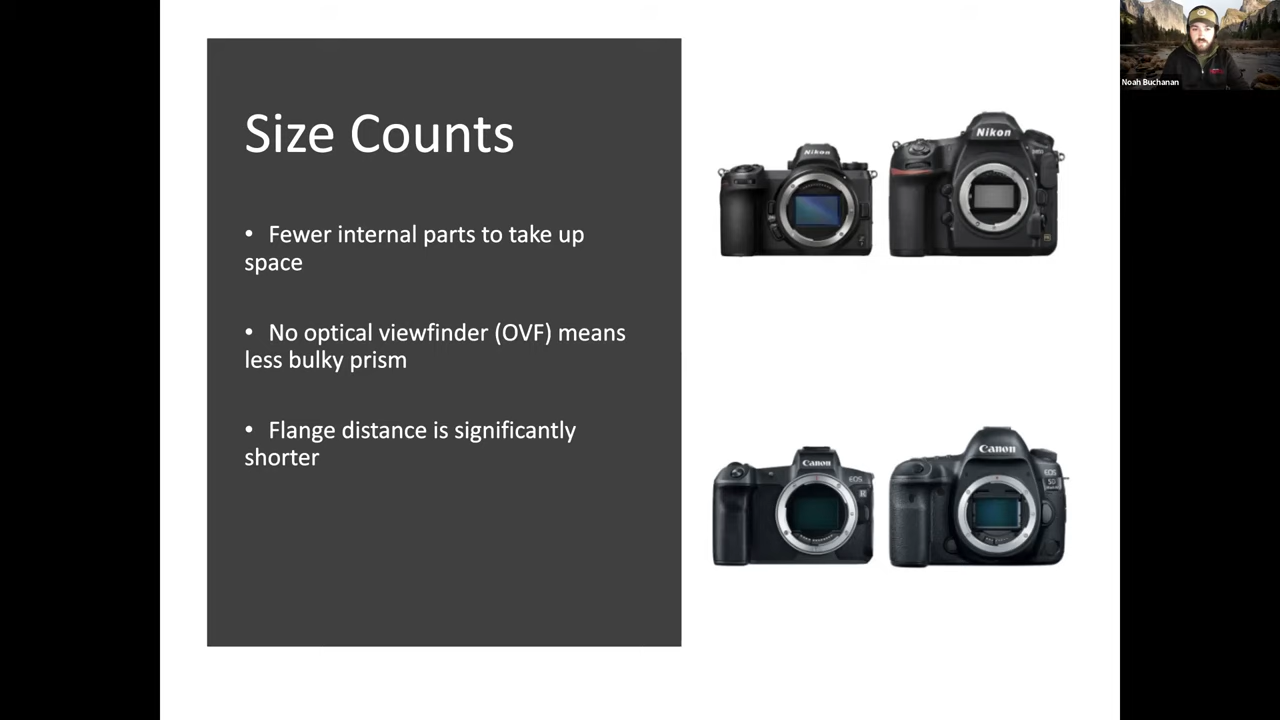 Size Counts
• Fewer internal parts to take up
space
• No optical viewfinder (OVF) means
less bulky prism
• Flange distance is significantly
shorter
Nikon
Nikon
Canon
EOS
R
Canon
EOS
5D
Noah Buchanan